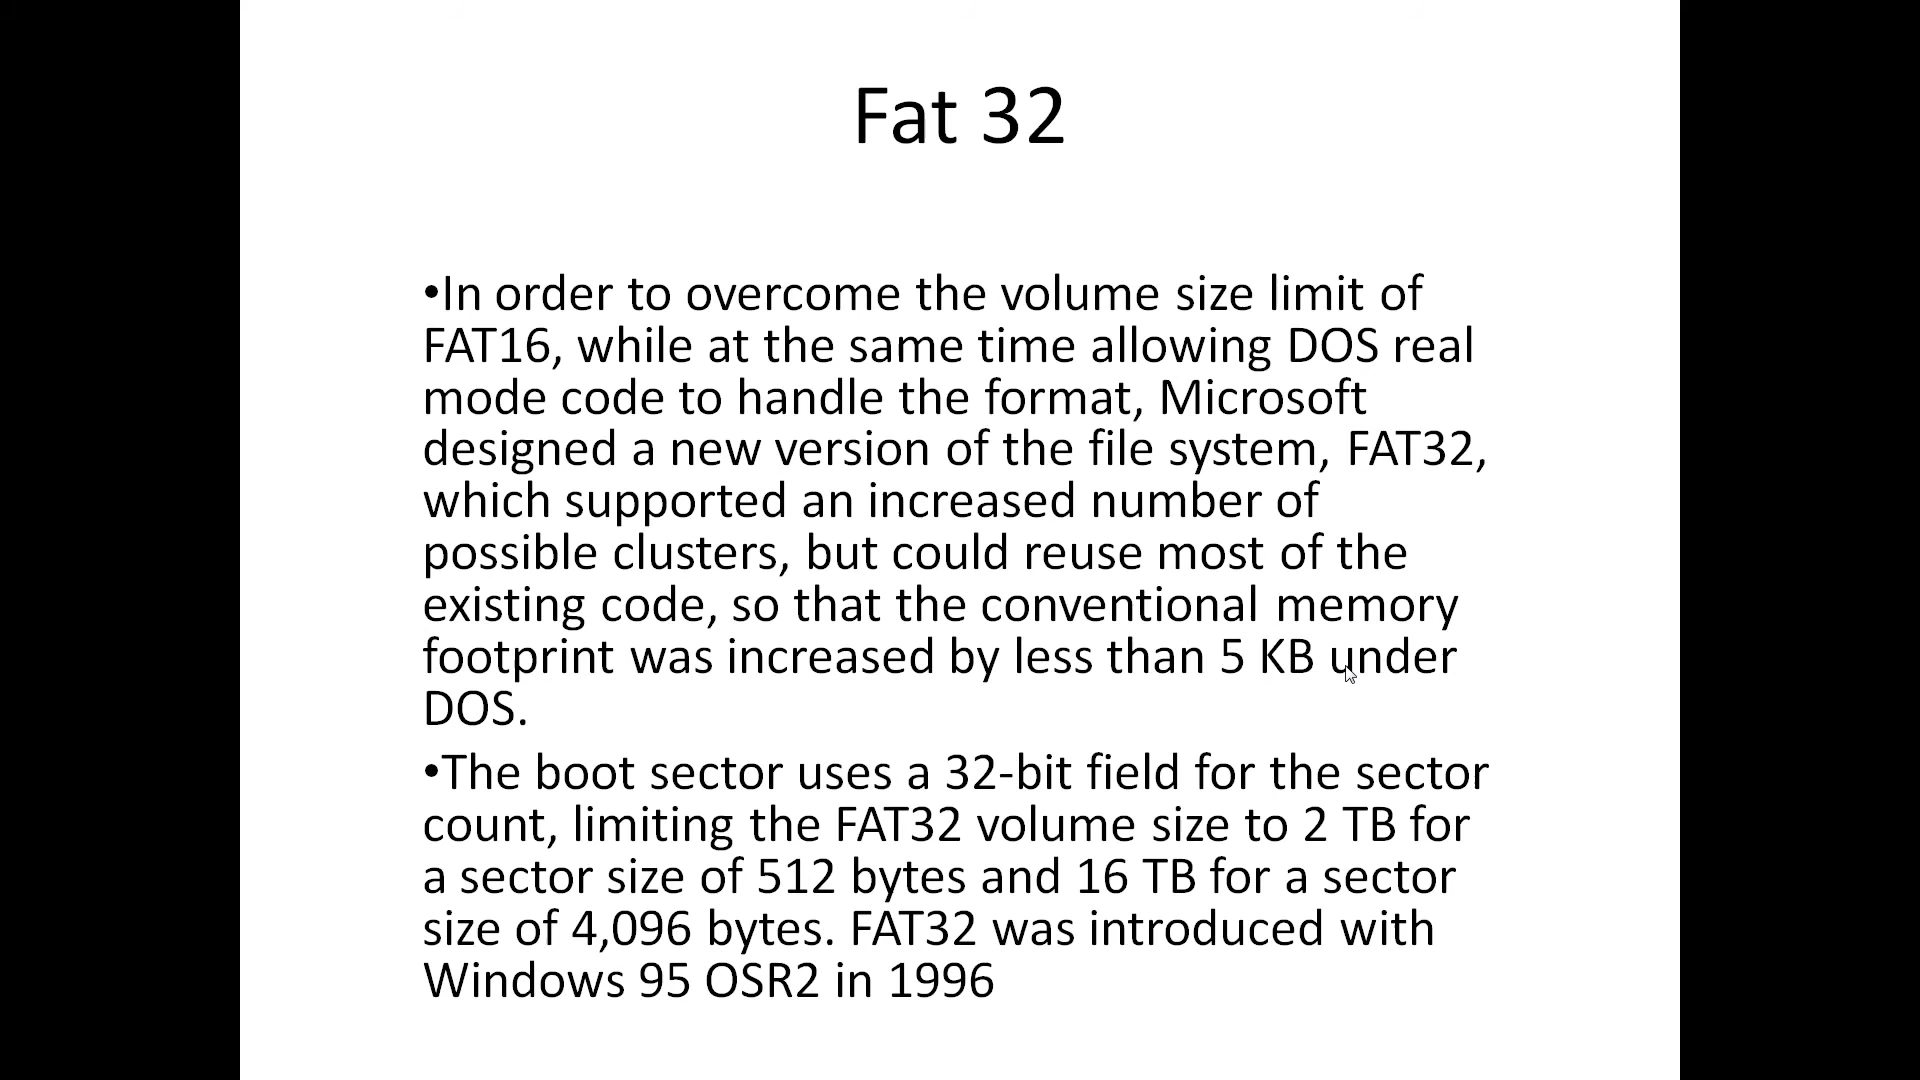 Fat 32
•In order to overcome the volume size limit of
FAT16, while at the same time allowing DOS real
mode code to handle the format, Microsoft
designed a new version of the file system, FAT32,
which supported an increased number of
possible clusters, but could reuse most of the
existing code, so that the conventional memory
footprint was increased by less than 5 KB under
DOS.
•The boot sector uses a 32-bit field for the sector
count, limiting the FAT32 volume size to 2 TB for
a sector size of 512 bytes and 16 TB for a sector
size of 4,096 bytes. FAT32 was introduced with
Windows 95 OSR2 in 1996